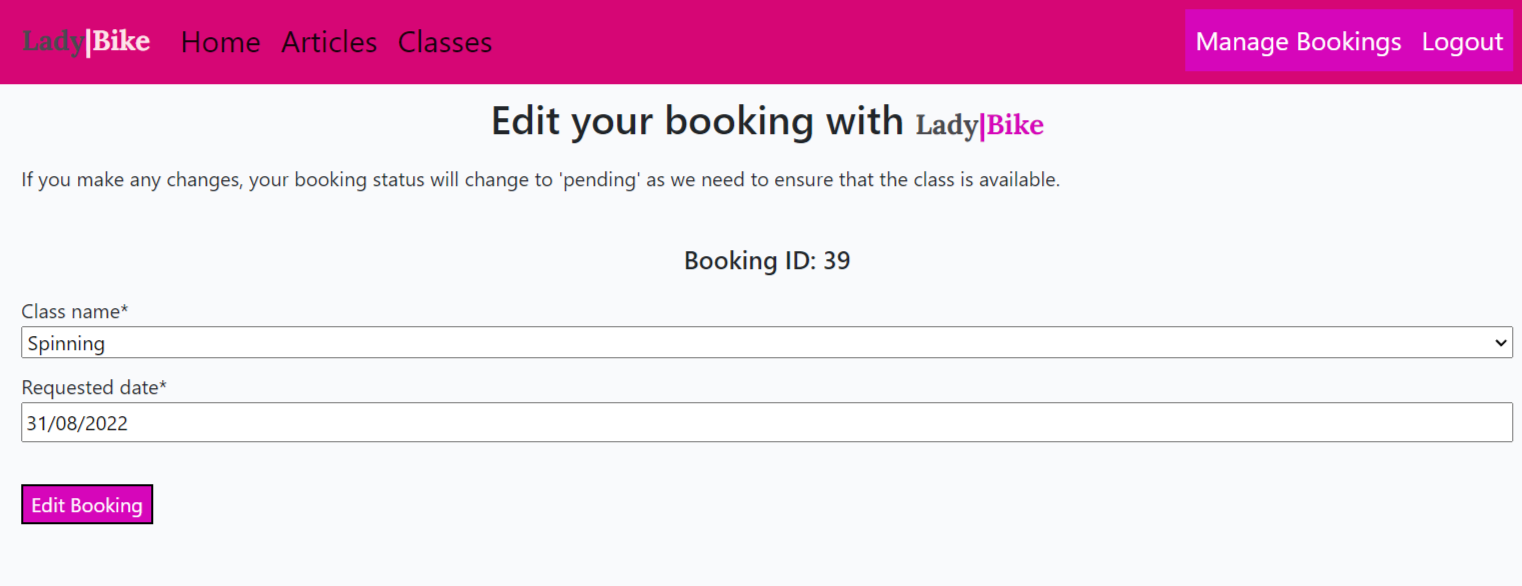 Lady|Bike Home Articles Classes Manage Bookings Logout
Edit your booking with Lady|Bike
If you make any changes, your booking status will change to 'pending' as we need to ensure that the class is available.
Booking ID: 39
Class name*
Spinning
Requested date*
31/08/2022
Edit Booking